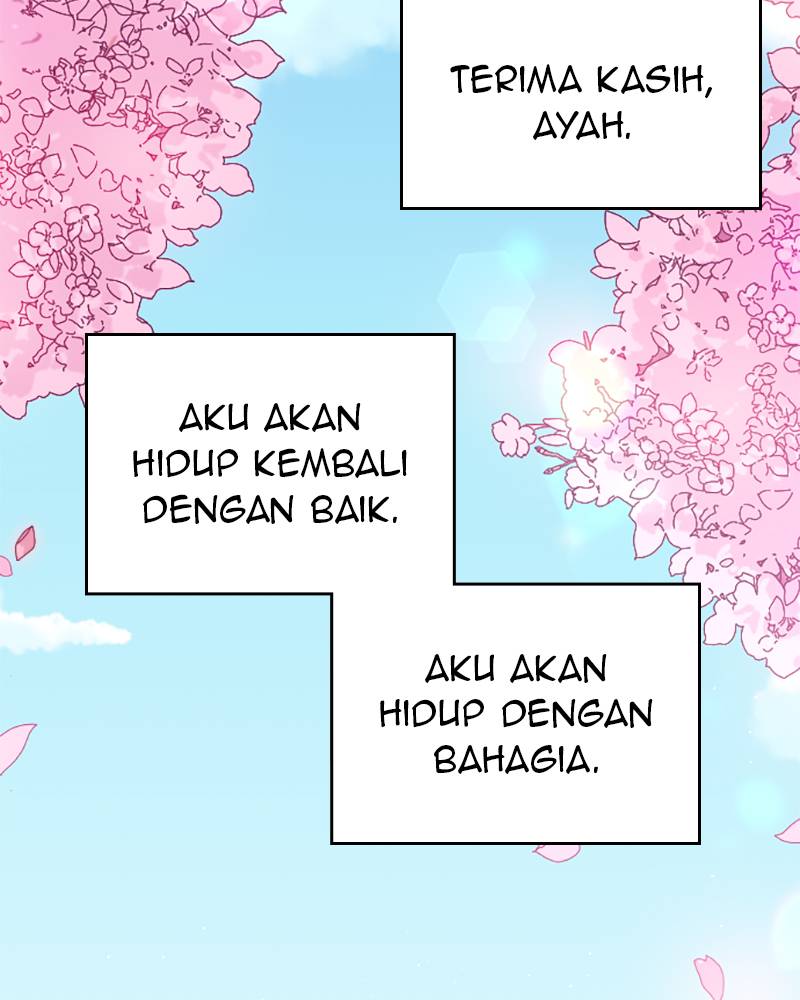 TERIMA KASIH,
AYAH.
AKU AKAN
HIDUP KEMBALI
DENGAN BAIK.
AKU AKAN
HIDUP DENGAN
BAHAGIA.